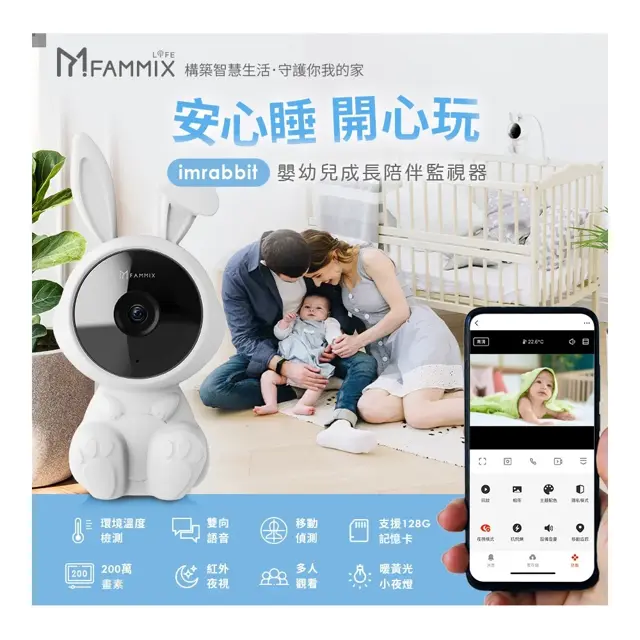 LIFE
M.FAMMIX 構築智慧生活·守護你我的家
安心睡 開心玩
imrabbit 嬰幼兒成長陪伴監視器
M FAMMIX
22.6°C
環境溫度
檢測
雙向
語音
移動
偵測
支援128G
記憶卡
200
200萬
畫素
紅外
夜視
多人
觀看
暖黃光
小夜燈